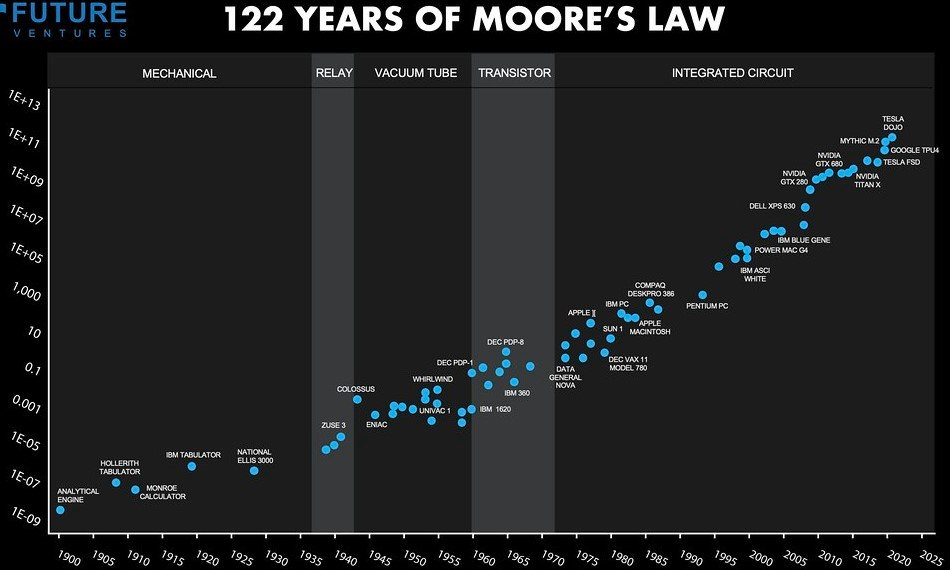 FUTURE
VENTURES
122 YEARS OF MOORE'S LAW
MECHANICAL
RELAY
VACUUM TUBE
TRANSISTOR
INTEGRATED CIRCUIT
1E+13
1E+11
1E+09
1E+07
1E+05
1,000
10
0.1
0.001
1E-05
1E-07
1E-09
ANALYTICAL
ENGINE
HOLLERITH
TABULATOR
MONROE
CALCULATOR
IBM TABULATOR
NATIONAL
ELLIS 3000
ZUSE 3
COLOSSUS
ENIAC
WHIRLWIND
UNIVAC 1
DEC PDP-1
DEC PDP-8
IBM 1620
IBM 360
DATA
GENERAL
NOVA
APPLE ][
SUN 1
DEC VAX 11
MODEL 780
IBM PC
COMPAQ
DESKPRO 386
APPLE
MACINTOSH
PENTIUM PC
IBM ASCI
WHITE
POWER MAC G4
IBM BLUE GENE
DELL XPS 630
NVIDIA
GTX 280
NVIDIA
GTX 680
NVIDIA
TITAN X
MYTHIC M.2
TESLA
DOJO
GOOGLE TPU4
TESLA FSD
1900
1905
1910
1915
1920
1925
1930
1935
1940
1945
1950
1955
1960
1965
1970
1975
1980
1985
1990
1995
2000
2005
2010
2015
2020
2025